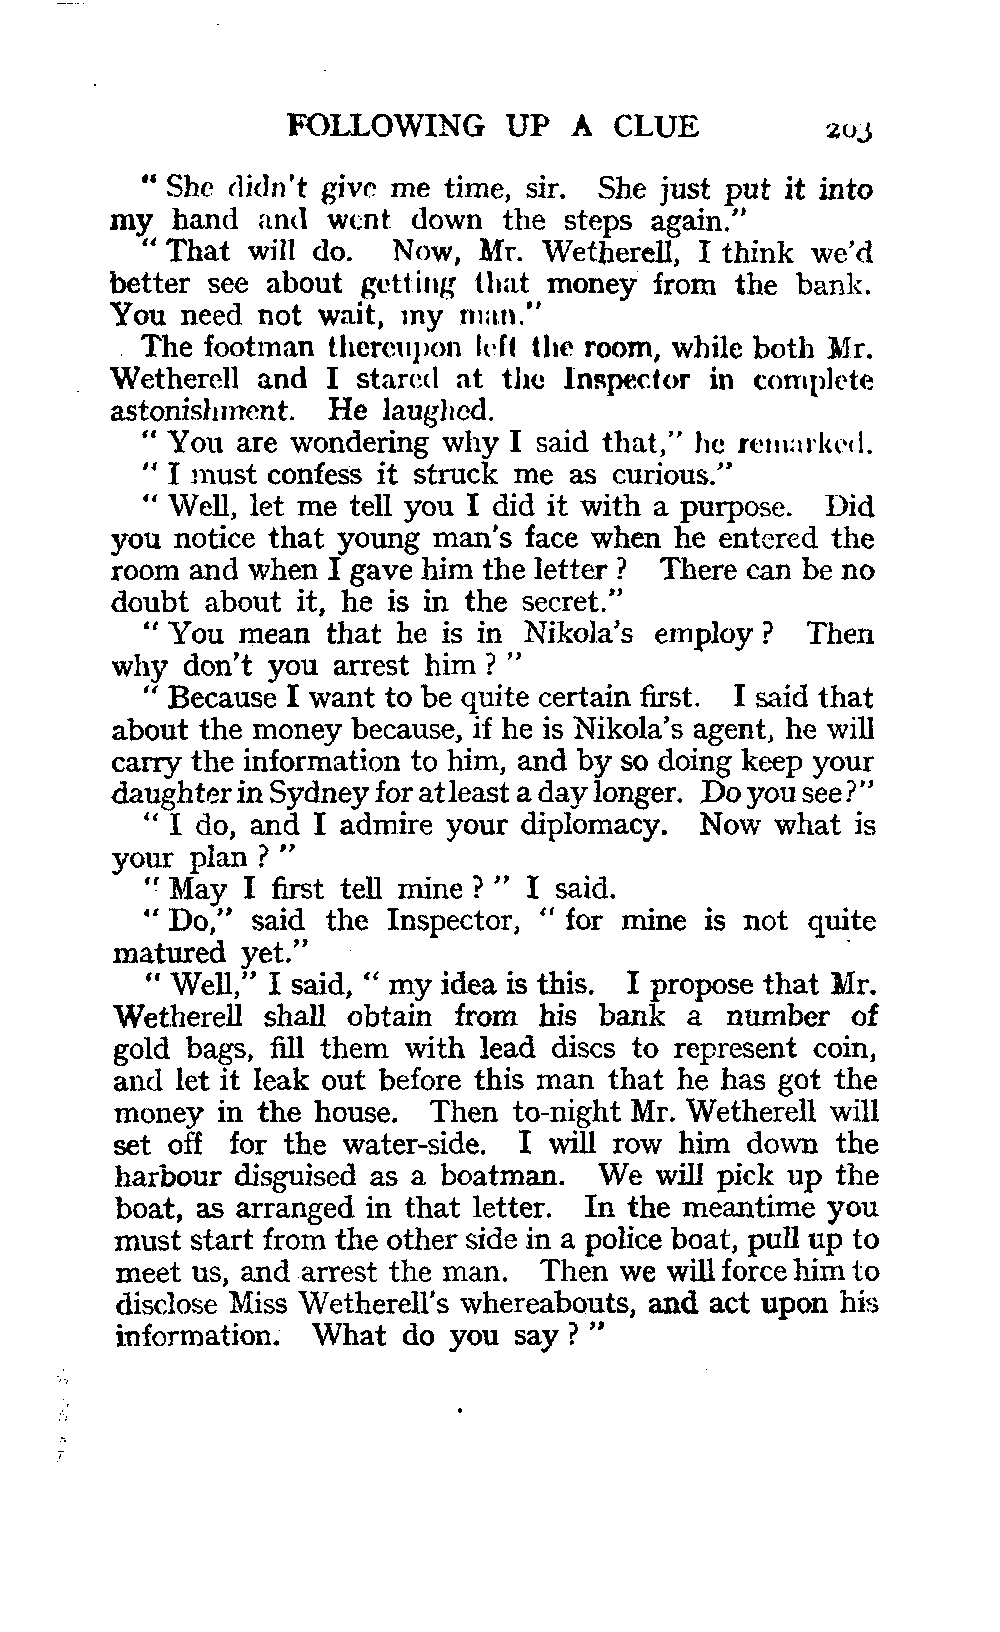 FOLLOWING UP A CLUE 203
" She didn't give me time, sir. She just put it into
my hand and went down the steps again."
" That will do. Now, Mr. Wetherell, I think we'd
better see about getting that money from the bank.
You need not wait, my man."
The footman thereupon left the room, while both Mr.
Wetherell and I stared at the Inspector in complete
astonishment. He laughed.
" You are wondering why I said that," he remarked.
" I must confess it struck me as curious."
" Well, let me tell you I did it with a purpose. Did
you notice that young man's face when he entered the
room and when I gave him the letter ? There can be no
doubt about it, he is in the secret."
" You mean that he is in Nikola's employ ? Then
why don't you arrest him ? "
" Because I want to be quite certain first. I said that
about the money because, if he is Nikola's agent, he will
carry the information to him, and by so doing keep your
daughter in Sydney for at least a day longer. Do you see?"
" I do, and I admire your diplomacy. Now what is
your plan ? "
" May I first tell mine ? " I said.
" Do," said the Inspector, " for mine is not quite
matured yet."
" Well," I said, " my idea is this. I propose that Mr.
Wetherell shall obtain from his bank a number of
gold bags, fill them with lead discs to represent coin,
and let it leak out before this man that he has got the
money in the house. Then to-night Mr. Wetherell will
set off for the water-side. I will row him down the
harbour disguised as a boatman. We will pick up the
boat, as arranged in that letter. In the meantime you
must start from the other side in a police boat, pull up to
meet us, and arrest the man. Then we will force him to
disclose Miss Wetherell's whereabouts, and act upon his
information. What do you say ? "